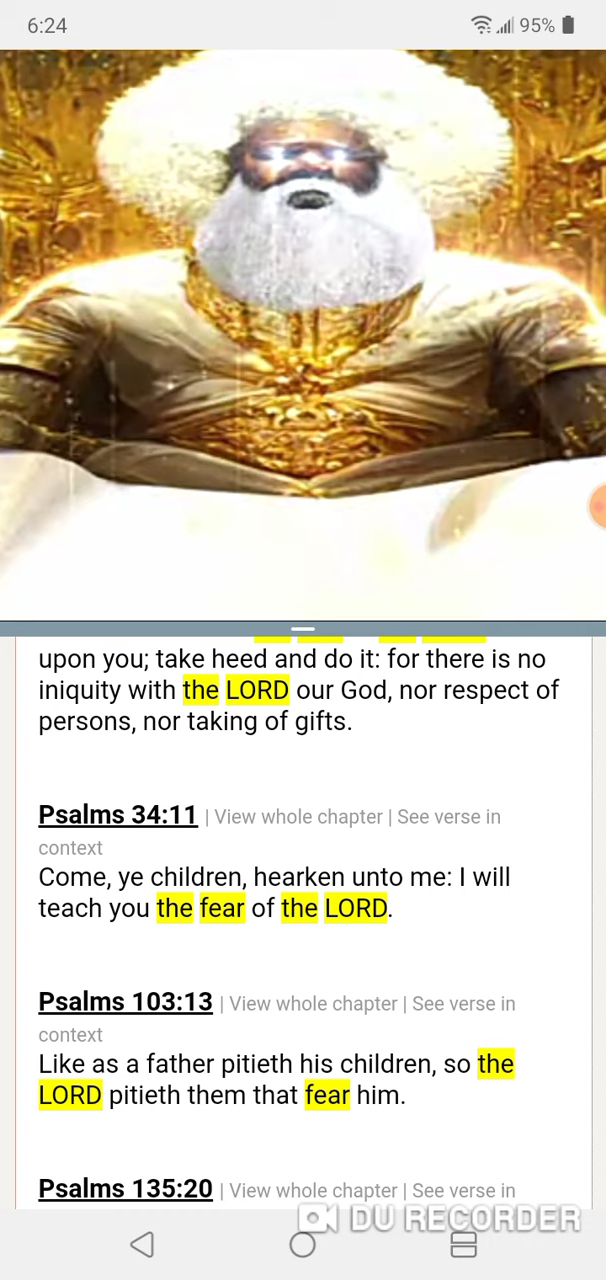 6:24
95%
upon you; take heed and do it: for there is no
iniquity with the LORD our God, nor respect of
persons, nor taking of gifts.
Psalms 34:11 | View whole chapter | See verse in
context
Come, ye children, hearken unto me: I will
teach you the fear of the LORD.
Psalms 103:13 | View whole chapter | See verse in
context
Like as a father pitieth his children, so the
LORD pitieth them that fear him.
Psalms 135:20 | View whole chapter | See verse in
DU RECORDER